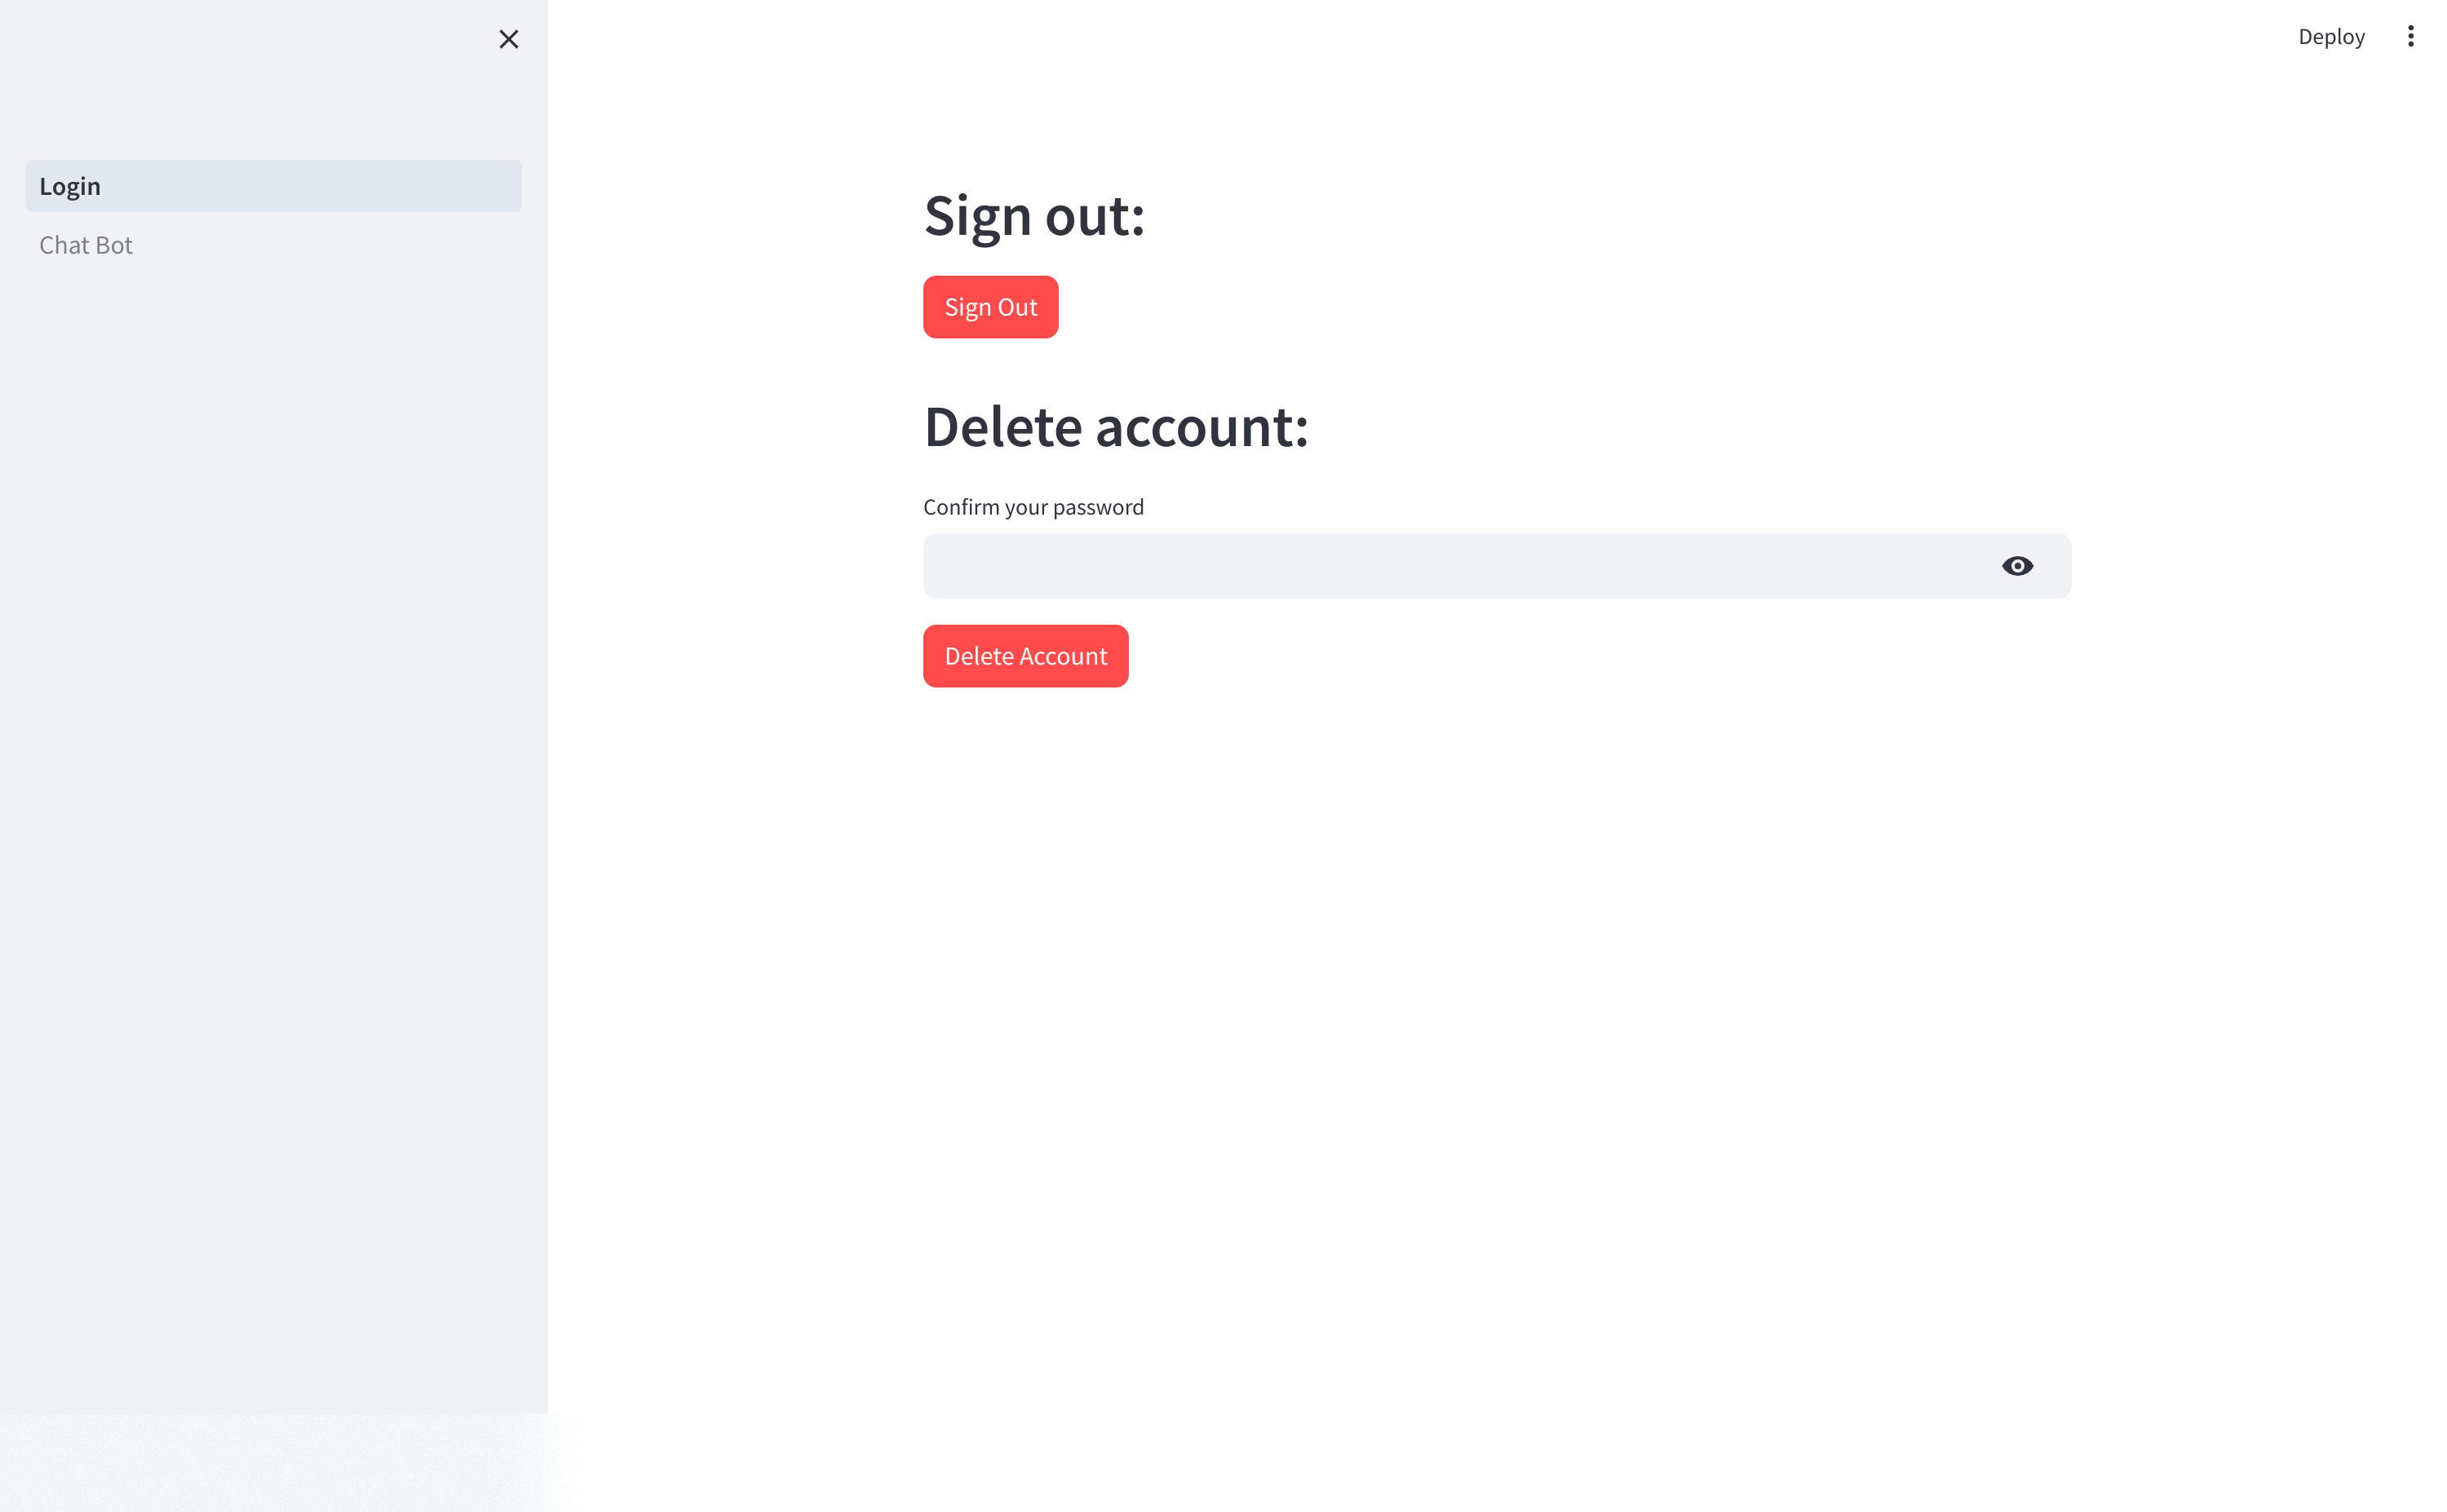 Deploy
Login
Chat Bot
Sign out:
Sign Out
Delete account:
Confirm your password
Delete Account